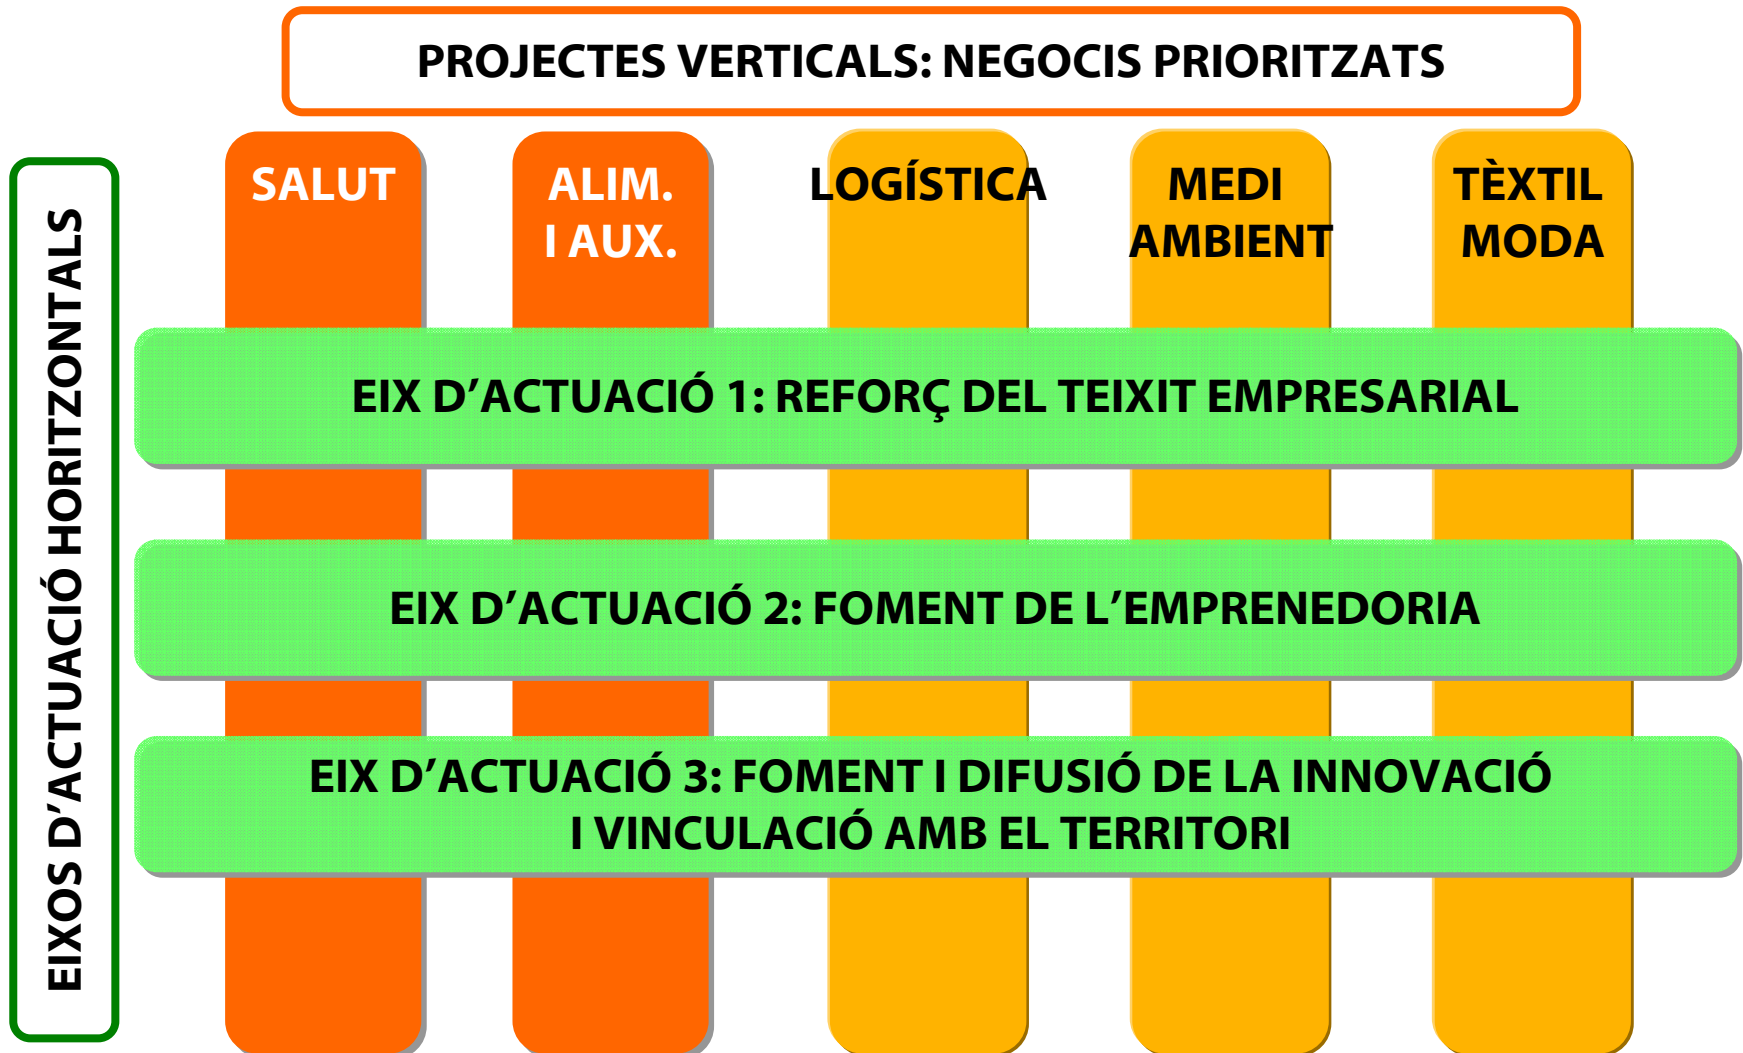 PROJECTES VERTICALS: NEGOCIS PRIORITZATS
EIXOS D’ACTUACIÓ HORITZONTALS
SALUT
ALIM.
I AUX.
LOGÍSTICA
MEDI
AMBIENT
TÈXTIL
MODA
EIX D’ACTUACIÓ 1: REFORÇ DEL TEIXIT EMPRESARIAL
EIX D’ACTUACIÓ 2: FOMENT DE L’EMPRENEDORIA
EIX D’ACTUACIÓ 3: FOMENT I DIFUSIÓ DE LA INNOVACIÓ
I VINCULACIÓ AMB EL TERRITORI